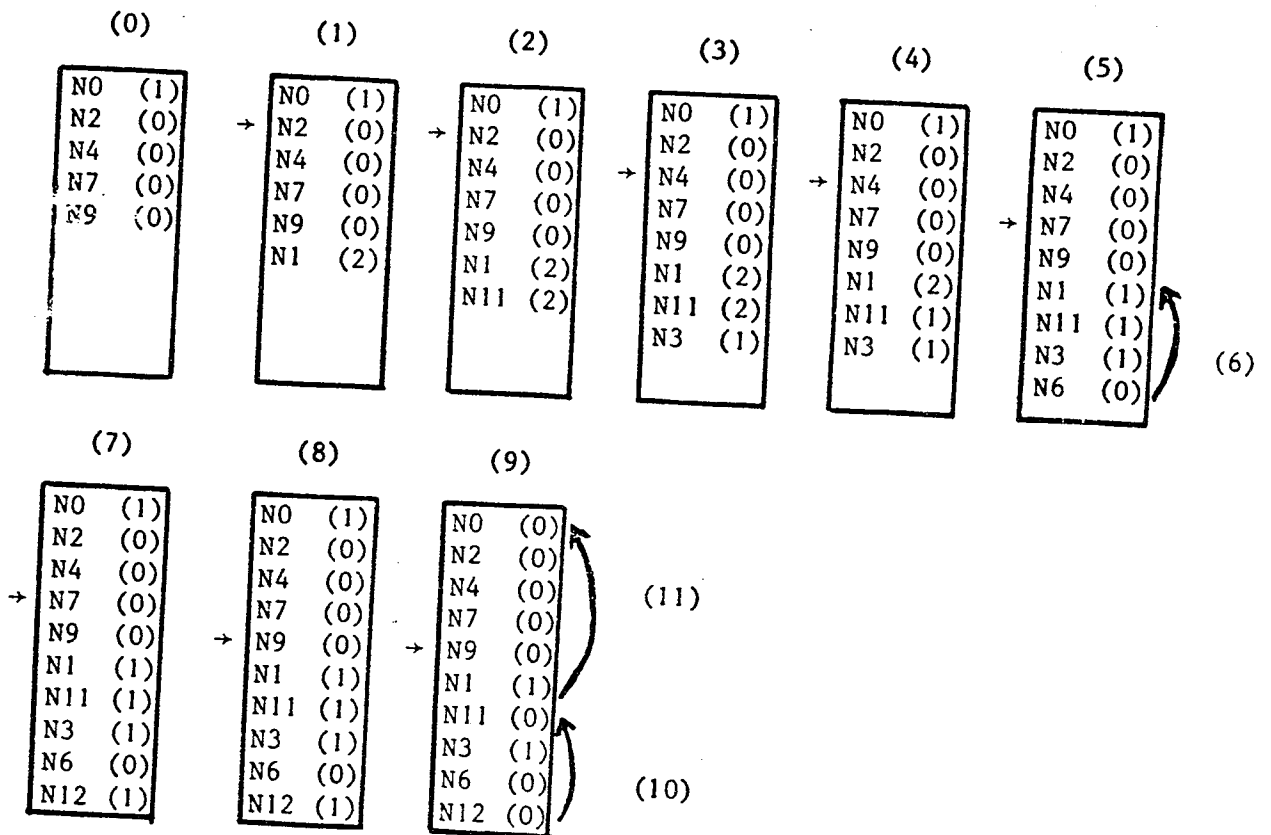 (0)
N0 (1)
N2 (0)
N4 (0)
N7 (0)
N9 (0)
→
(1)
N0 (1)
N2 (0)
N4 (0)
N7 (0)
N9 (0)
N1 (2)
→
(2)
N0 (1)
N2 (0)
N4 (0)
N7 (0)
N9 (0)
N1 (2)
N11 (2)
→
(3)
N0 (1)
N2 (0)
N4 (0)
N7 (0)
N9 (0)
N1 (2)
N11 (2)
N3 (1)
→
(4)
N0 (1)
N2 (0)
N4 (0)
N7 (0)
N9 (0)
N1 (2)
N11 (1)
N3 (1)
→
(5)
N0 (1)
N2 (0)
N4 (0)
N7 (0)
N9 (0)
N1 (1)
N11 (1)
N3 (1)
N6 (0)
(6)
→
(7)
N0 (1)
N2 (0)
N4 (0)
N7 (0)
N9 (0)
N1 (1)
N11 (1)
N3 (1)
N6 (0)
N12 (1)
→
(8)
N0 (1)
N2 (0)
N4 (0)
N7 (0)
N9 (0)
N1 (1)
N11 (1)
N3 (1)
N6 (0)
N12 (1)
→
(9)
N0 (0)
N2 (0)
N4 (0)
N7 (0)
N9 (0)
N1 (1)
N11 (0)
N3 (1)
N6 (0)
N12 (0)
(11)
(10)